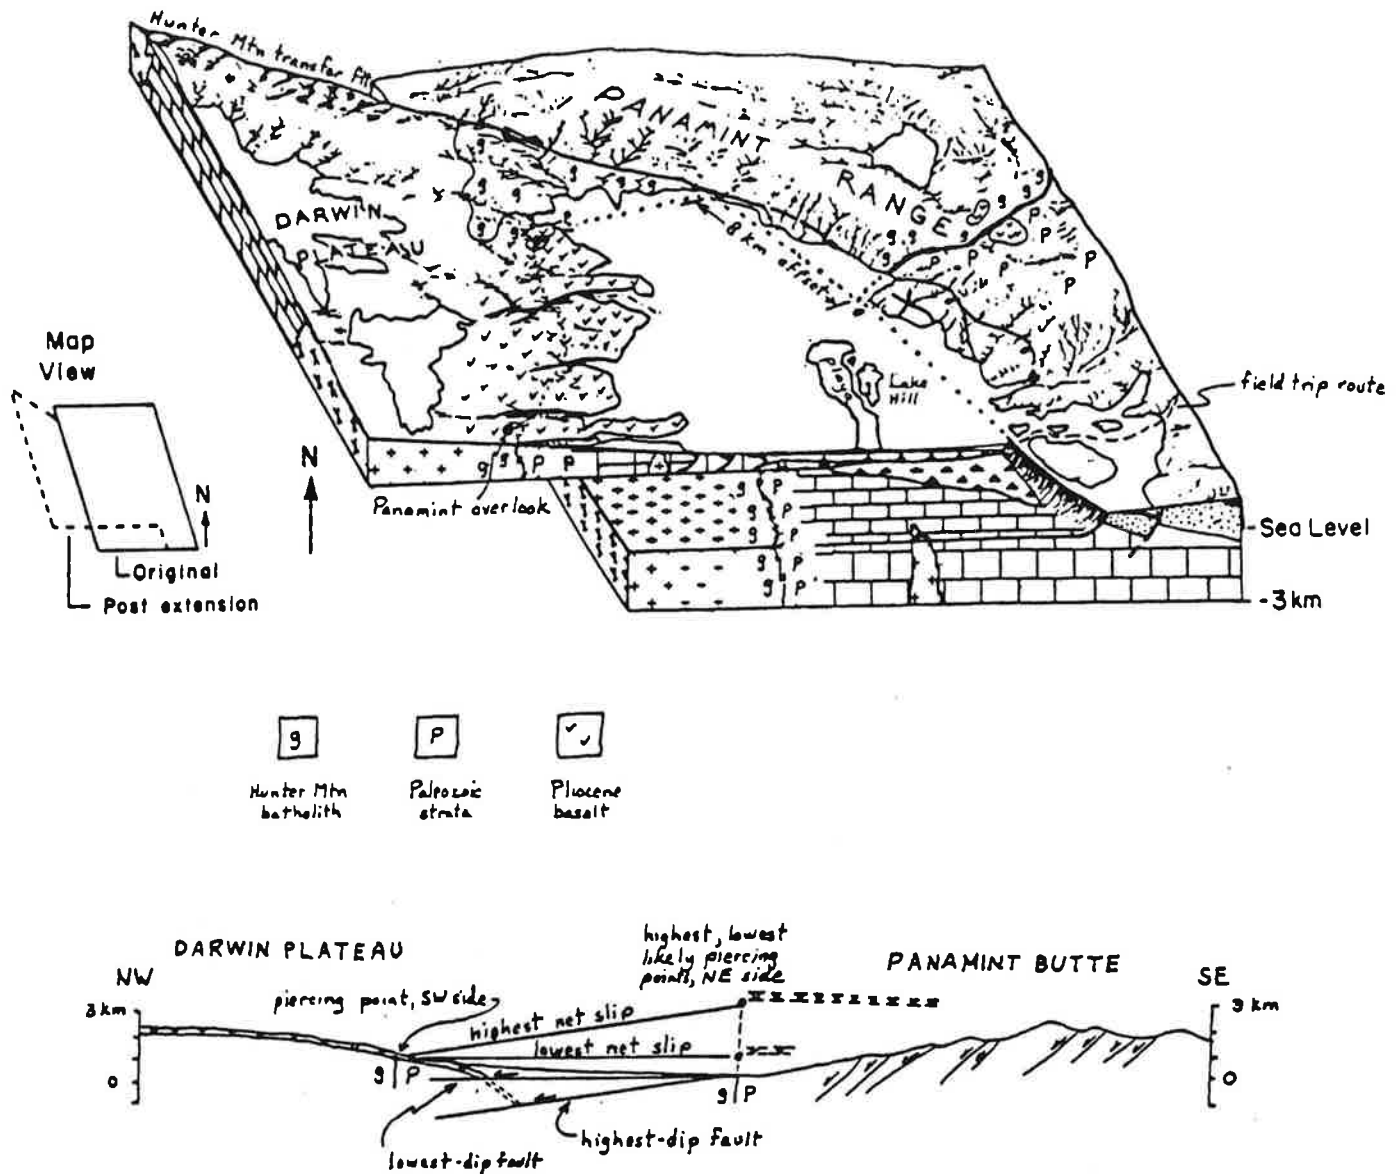 Hunter Mtn transfer flt
ANAMINT
RANGE
DARWIN
PLATEAU
8 km offset
Lake
Hill
field trip route
Map
View
N
N
Original
Post extension
Panamint overlook
Sea Level
-3 km
g g P P
g P
g P
g P
g P
g P
g
P
✓✓
Hunter Mtn
batholith
Paleozoic
strata
Pliocene
basalt
DARWIN PLATEAU
highest, lowest
likely piercing
points, NE side
PANAMINT BUTTE
NW
SE
piercing point, SW side
3 km
3 km
highest net slip
lowest net slip
0
0
g P
g P
highest-dip fault
lowest-dip fault